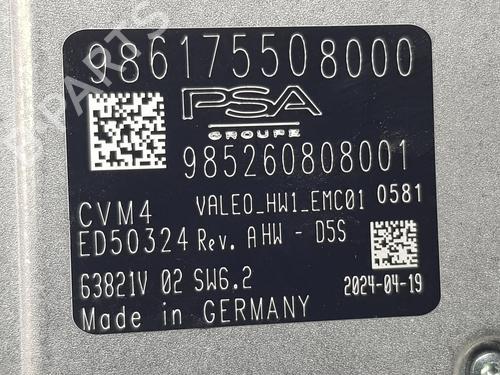 986175508000
PSA
GROUPE
985260808001
CVM4 VALEO_HW1_EMC01 0581
ED50324 Rev. A HW - D5S
63821V 02 SW6.2 2024-04-19
Made in GERMANY